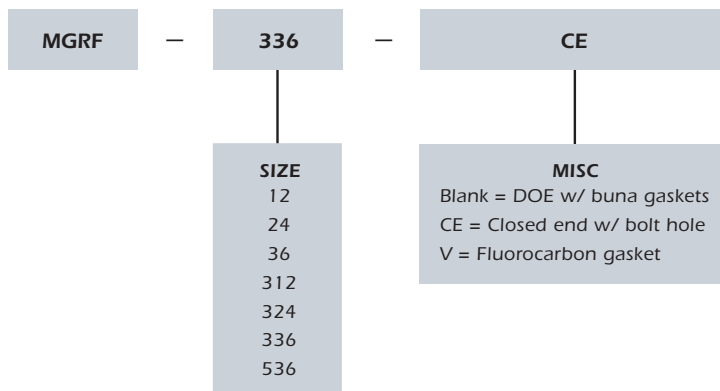 MGRF – 336 – CE
SIZE
12
24
36
312
324
336
536
MISC
Blank = DOE w/ buna gaskets
CE = Closed end w/ bolt hole
V = Fluorocarbon gasket